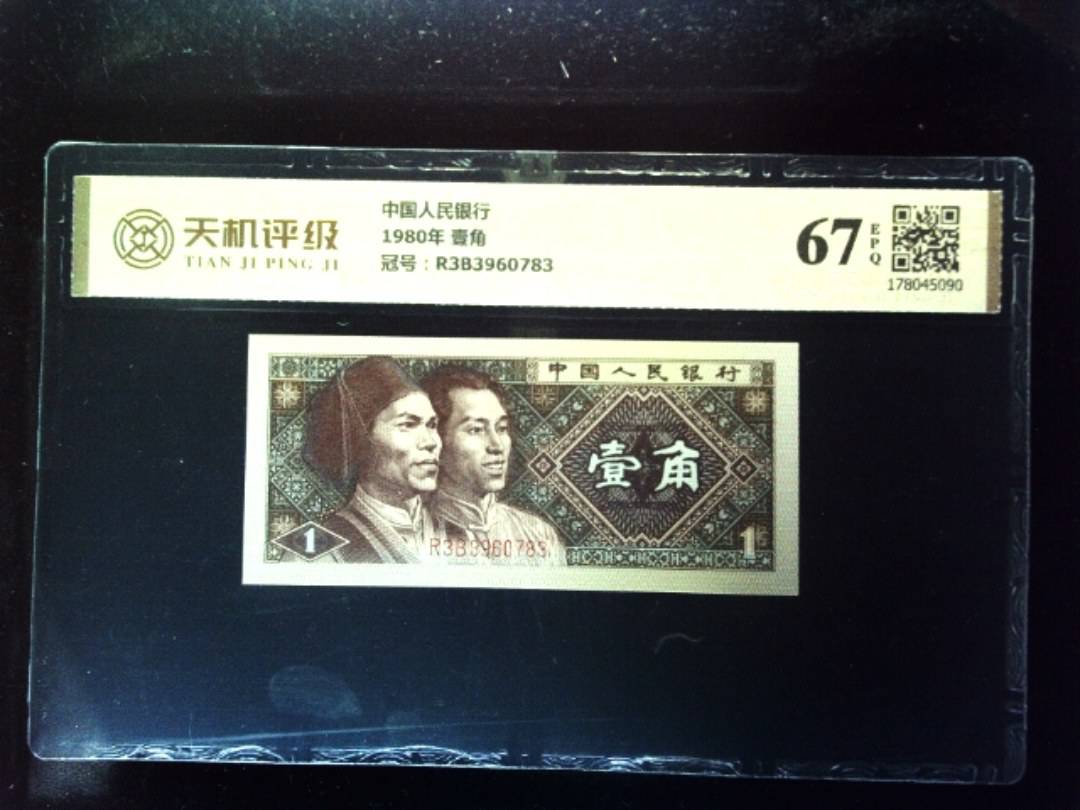 天机评级
TIAN JI PING JI
中国人民银行
1980年 壹角
冠号：R3B3960783
67
EPQ
178045090
中国人民银行
壹角
1
R3B3960783
1